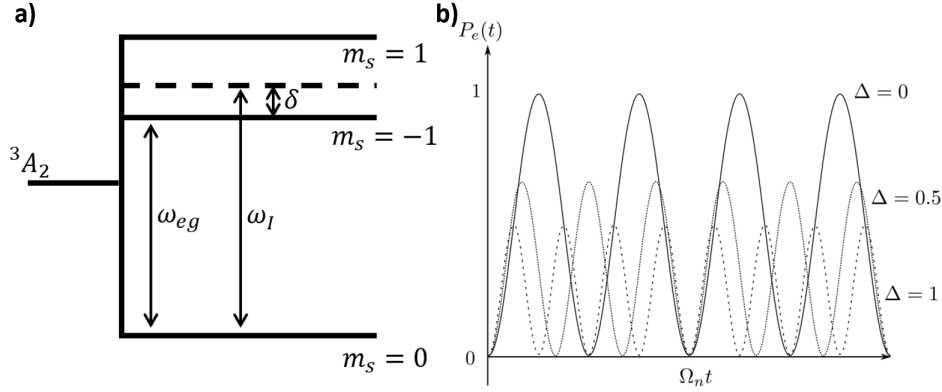 a)
m_s = 1
δ
m_s = −1
³A₂
ω_eg
ω_I
m_s = 0
b)
P_e(t)
1
Δ = 0
Δ = 0.5
Δ = 1
0
Ω_n t